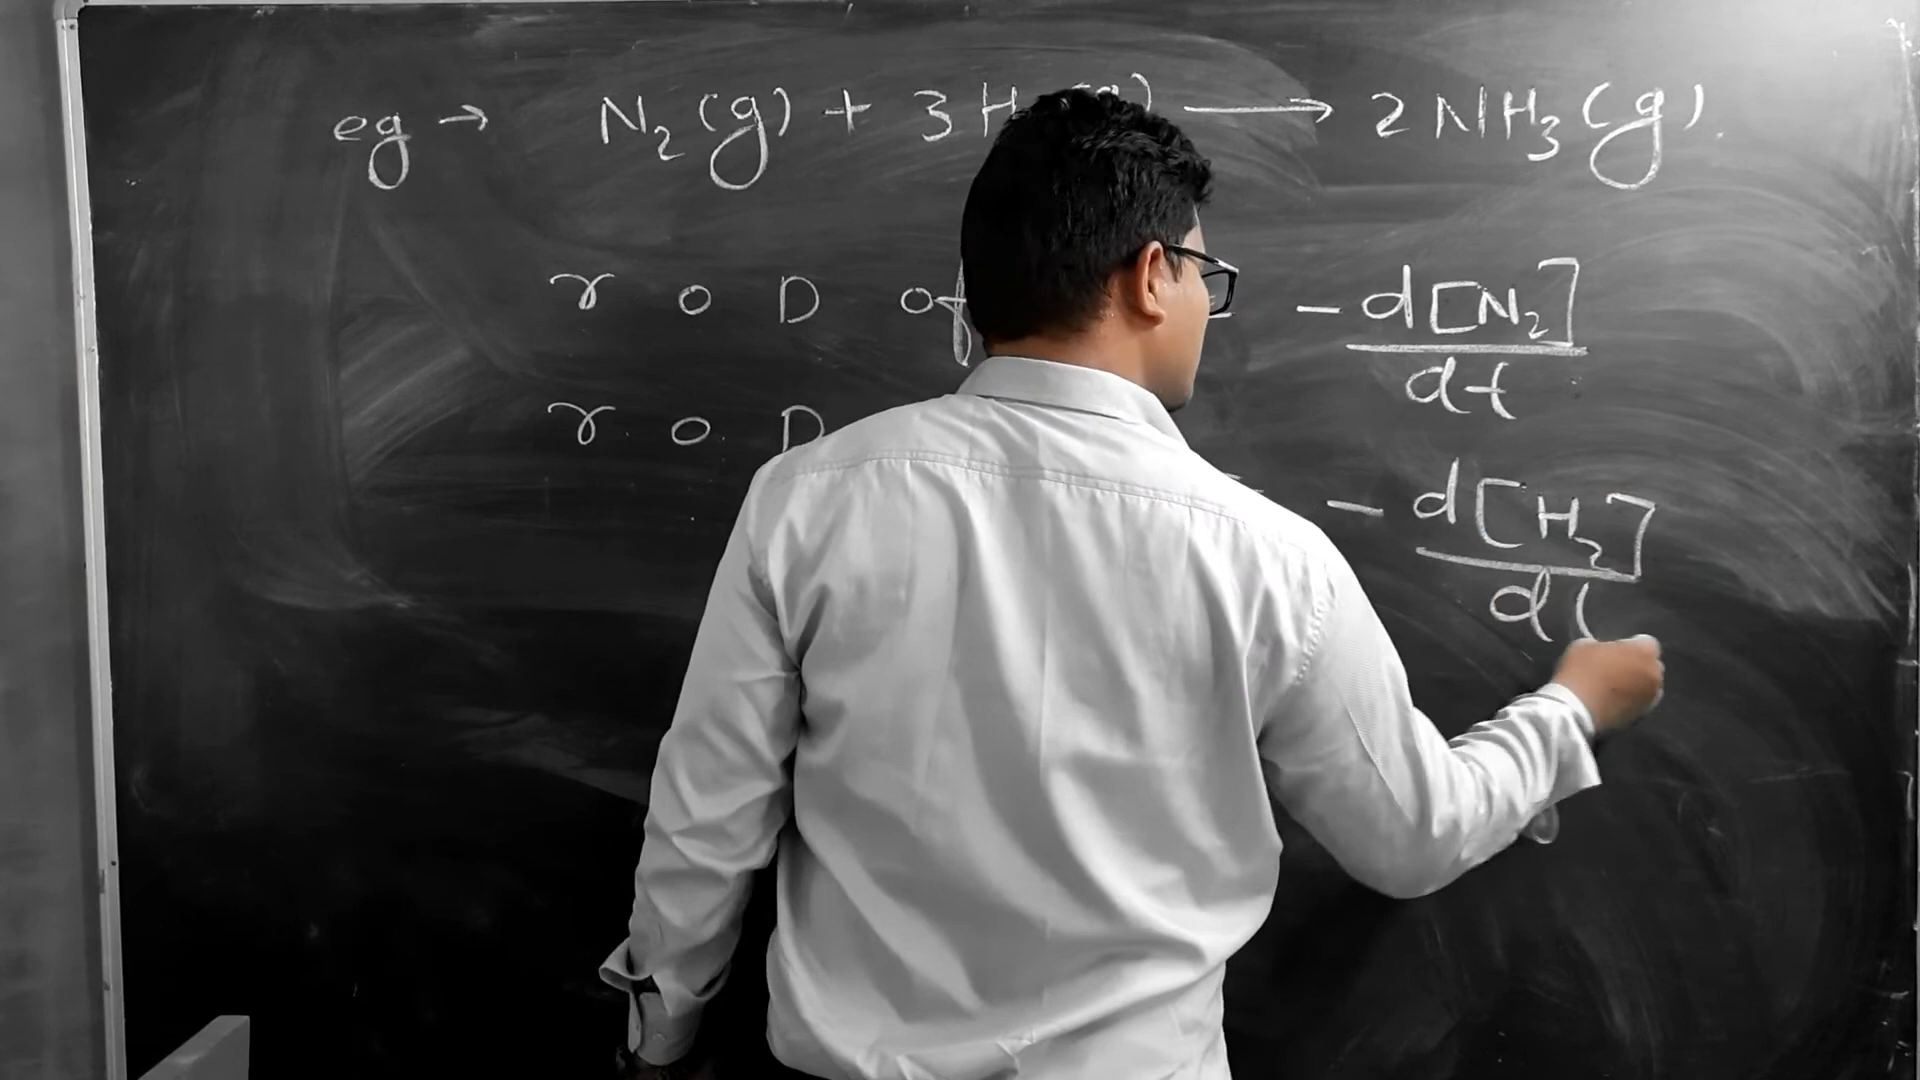 eg → N₂(g) + 3H (g) ⟶ 2NH₃(g).
r o D of = - d[N₂]
dt
r o D = - d[H₂]
d